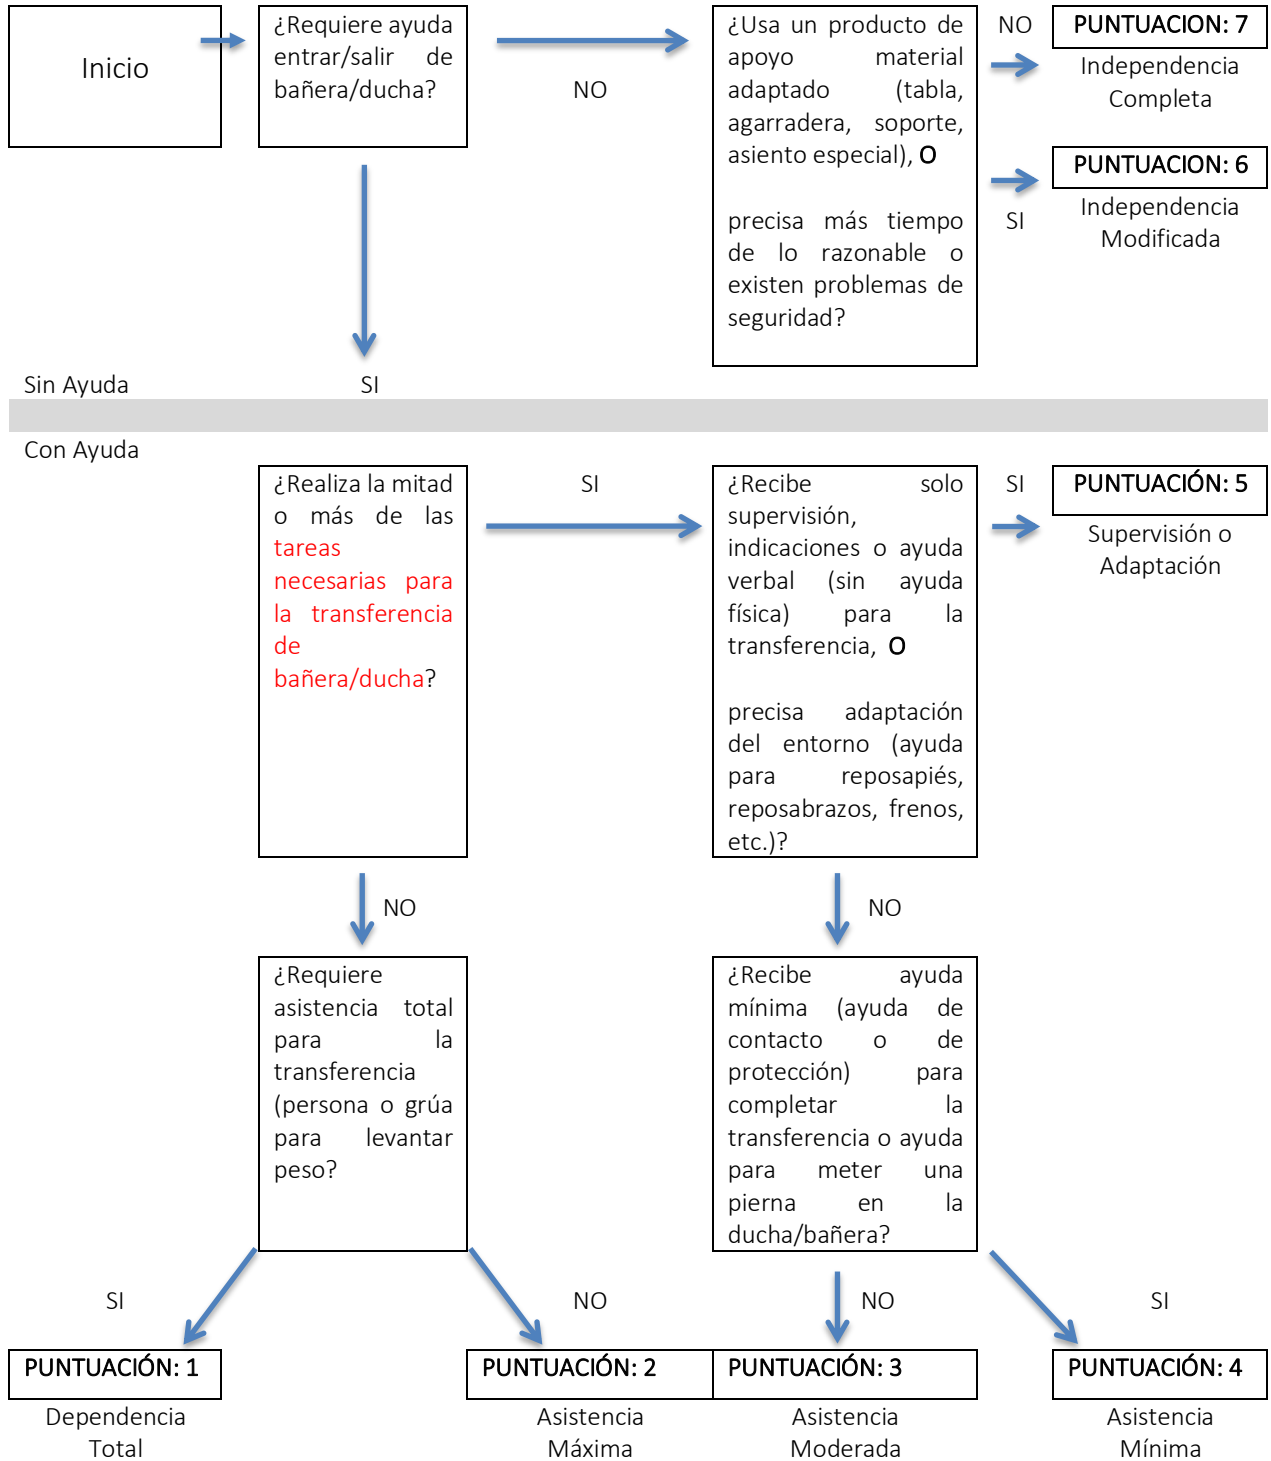 Inicio
¿Requiere ayuda
entrar/salir de
bañera/ducha?
NO
¿Usa un producto de
apoyo material
adaptado (tabla,
agarradera, soporte,
asiento especial), O
precisa más tiempo
de lo razonable o
existen problemas de
seguridad?
NO
PUNTUACION: 7
Independencia
Completa
SI
PUNTUACION: 6
Independencia
Modificada
Sin Ayuda
SI
Con Ayuda
¿Realiza la mitad
o más de las
tareas
necesarias para
la transferencia
de
bañera/ducha?
SI
¿Recibe solo
supervisión,
indicaciones o ayuda
verbal (sin ayuda
física) para la
transferencia, O
precisa adaptación
del entorno (ayuda
para reposapiés,
reposabrazos, frenos,
etc.)?
SI
PUNTUACIÓN: 5
Supervisión o
Adaptación
NO
NO
¿Requiere
asistencia total
para la
transferencia
(persona o grúa
para levantar
peso?
¿Recibe ayuda
mínima (ayuda de
contacto o de
protección) para
completar la
transferencia o ayuda
para meter una
pierna en la
ducha/bañera?
SI
NO
NO
SI
PUNTUACIÓN: 1
Dependencia
Total
PUNTUACIÓN: 2
Asistencia
Máxima
PUNTUACIÓN: 3
Asistencia
Moderada
PUNTUACIÓN: 4
Asistencia
Mínima